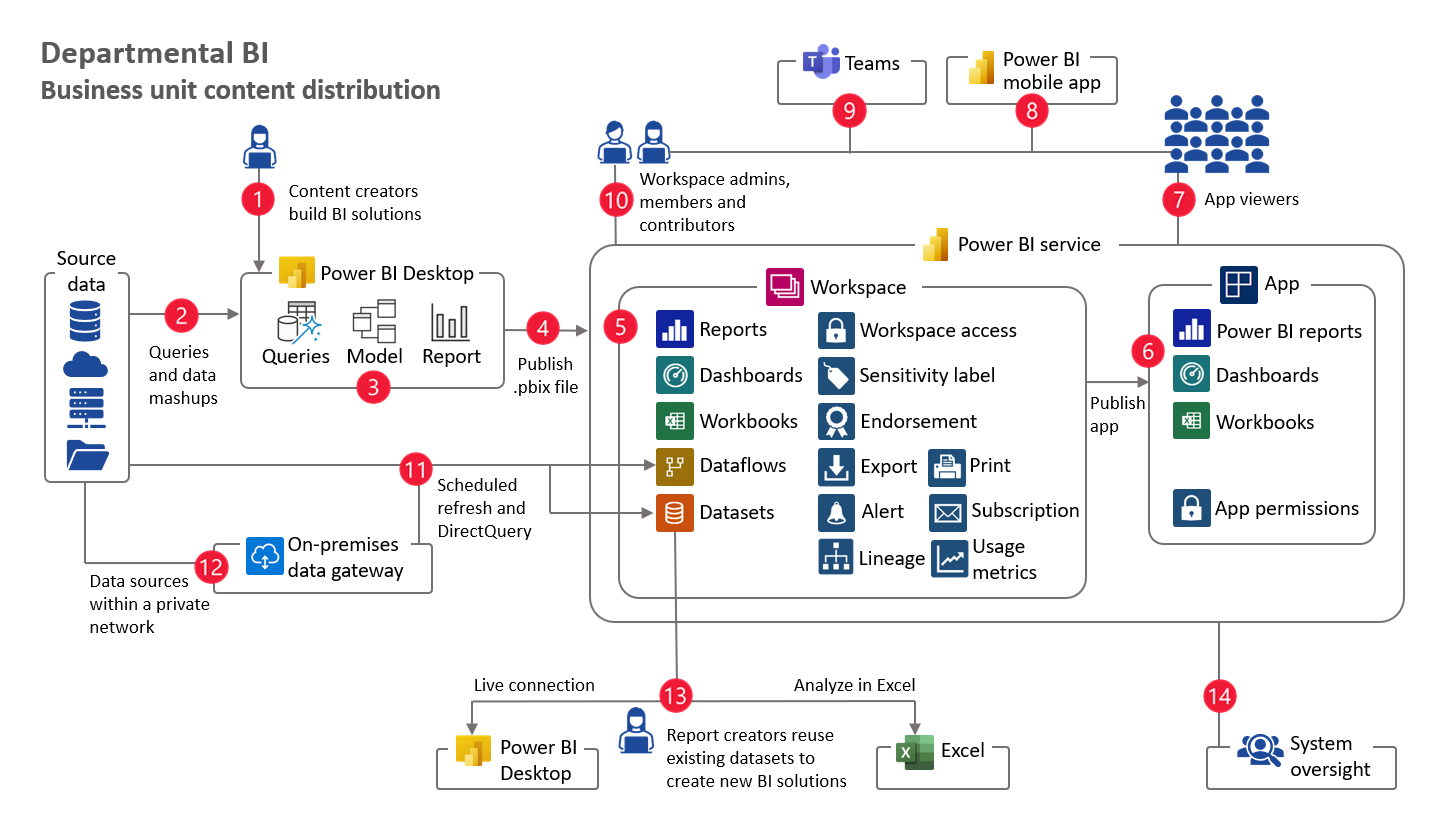 Departmental BI
Business unit content distribution
Teams
Power BI
mobile app
9
8
1
Content creators
build BI solutions
10
Workspace admins,
members and
contributors
7
App viewers
Power BI service
Source
data
Power BI Desktop
Queries
Model
Report
2
Queries
and data
mashups
3
4
Publish
.pbix file
5
Workspace
Reports
Dashboards
Workbooks
Dataflows
Datasets
Workspace access
Sensitivity label
Endorsement
Export
Print
Alert
Subscription
Lineage
Usage
metrics
Publish
app
6
App
Power BI reports
Dashboards
Workbooks
App permissions
11
Scheduled
refresh and
DirectQuery
12
On-premises
data gateway
Data sources
within a private
network
13
Live connection
Analyze in Excel
Power BI
Desktop
Report creators reuse
existing datasets to
create new BI solutions
Excel
14
System
oversight